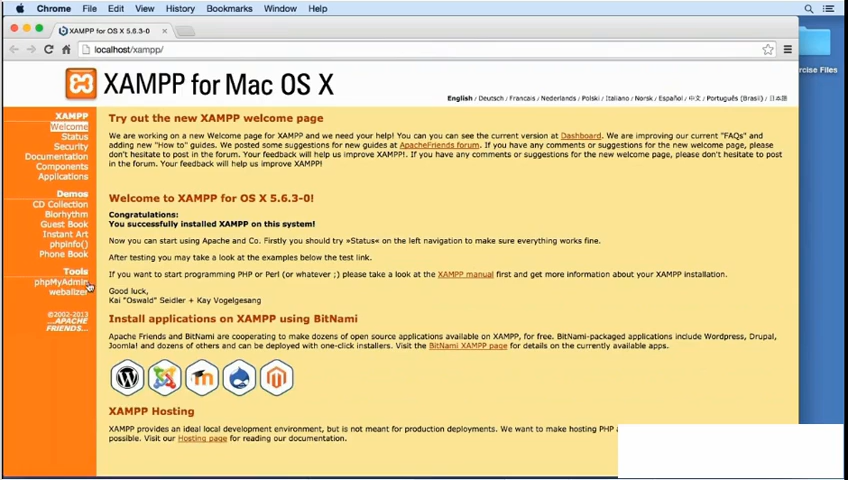 Chrome File Edit View History Bookmarks Window Help
XAMPP for OS X 5.6.3-0
localhost/xampp/
rcise Files
XAMPP for Mac OS X
English / Deutsch / Francais / Nederlands / Polski / Italiano / Norsk / Español / 中文 / Português (Brasil) / 日本語
XAMPP
Welcome
Status
Security
Documentation
Components
Applications
Demos
CD Collection
Biorhythm
Guest Book
Instant Art
phpinfo()
Phone Book
Tools
phpMyAdmin
webalizer
©2002-2013
...APACHE
FRIENDS...
Try out the new XAMPP welcome page
We are working on a new Welcome page for XAMPP and we need your help! You can you can see the current version at Dashboard. We are improving our current "FAQs" and
adding new "How to" guides. We posted some suggestions for new guides at ApacheFriends forum. If you have any comments or suggestions for the new welcome page, please
don't hesitate to post in the forum. Your feedback will help us improve XAMPP!. If you have any comments or suggestions for the new welcome page, please don't hesitate to post
in the forum. Your feedback will help us improve XAMPP!
Welcome to XAMPP for OS X 5.6.3-0!
Congratulations:
You successfully installed XAMPP on this system!
Now you can start using Apache and Co. Firstly you should try »Status« on the left navigation to make sure everything works fine.
After testing you may take a look at the examples below the test link.
If you want to start programming PHP or Perl (or whatever ;) please take a look at the XAMPP manual first and get more information about your XAMPP installation.
Good luck,
Kai "Oswald" Seidler + Kay Vogelgesang
Install applications on XAMPP using BitNami
Apache Friends and BitNami are cooperating to make dozens of open source applications available on XAMPP, for free. BitNami-packaged applications include Wordpress, Drupal,
Joomla! and dozens of others and can be deployed with one-click installers. Visit the BitNami XAMPP page for details on the currently available apps.
XAMPP Hosting
XAMPP provides an ideal local development environment, but is not meant for production deployments. We want to make hosting PHP
possible. Visit our Hosting page for reading our documentation.